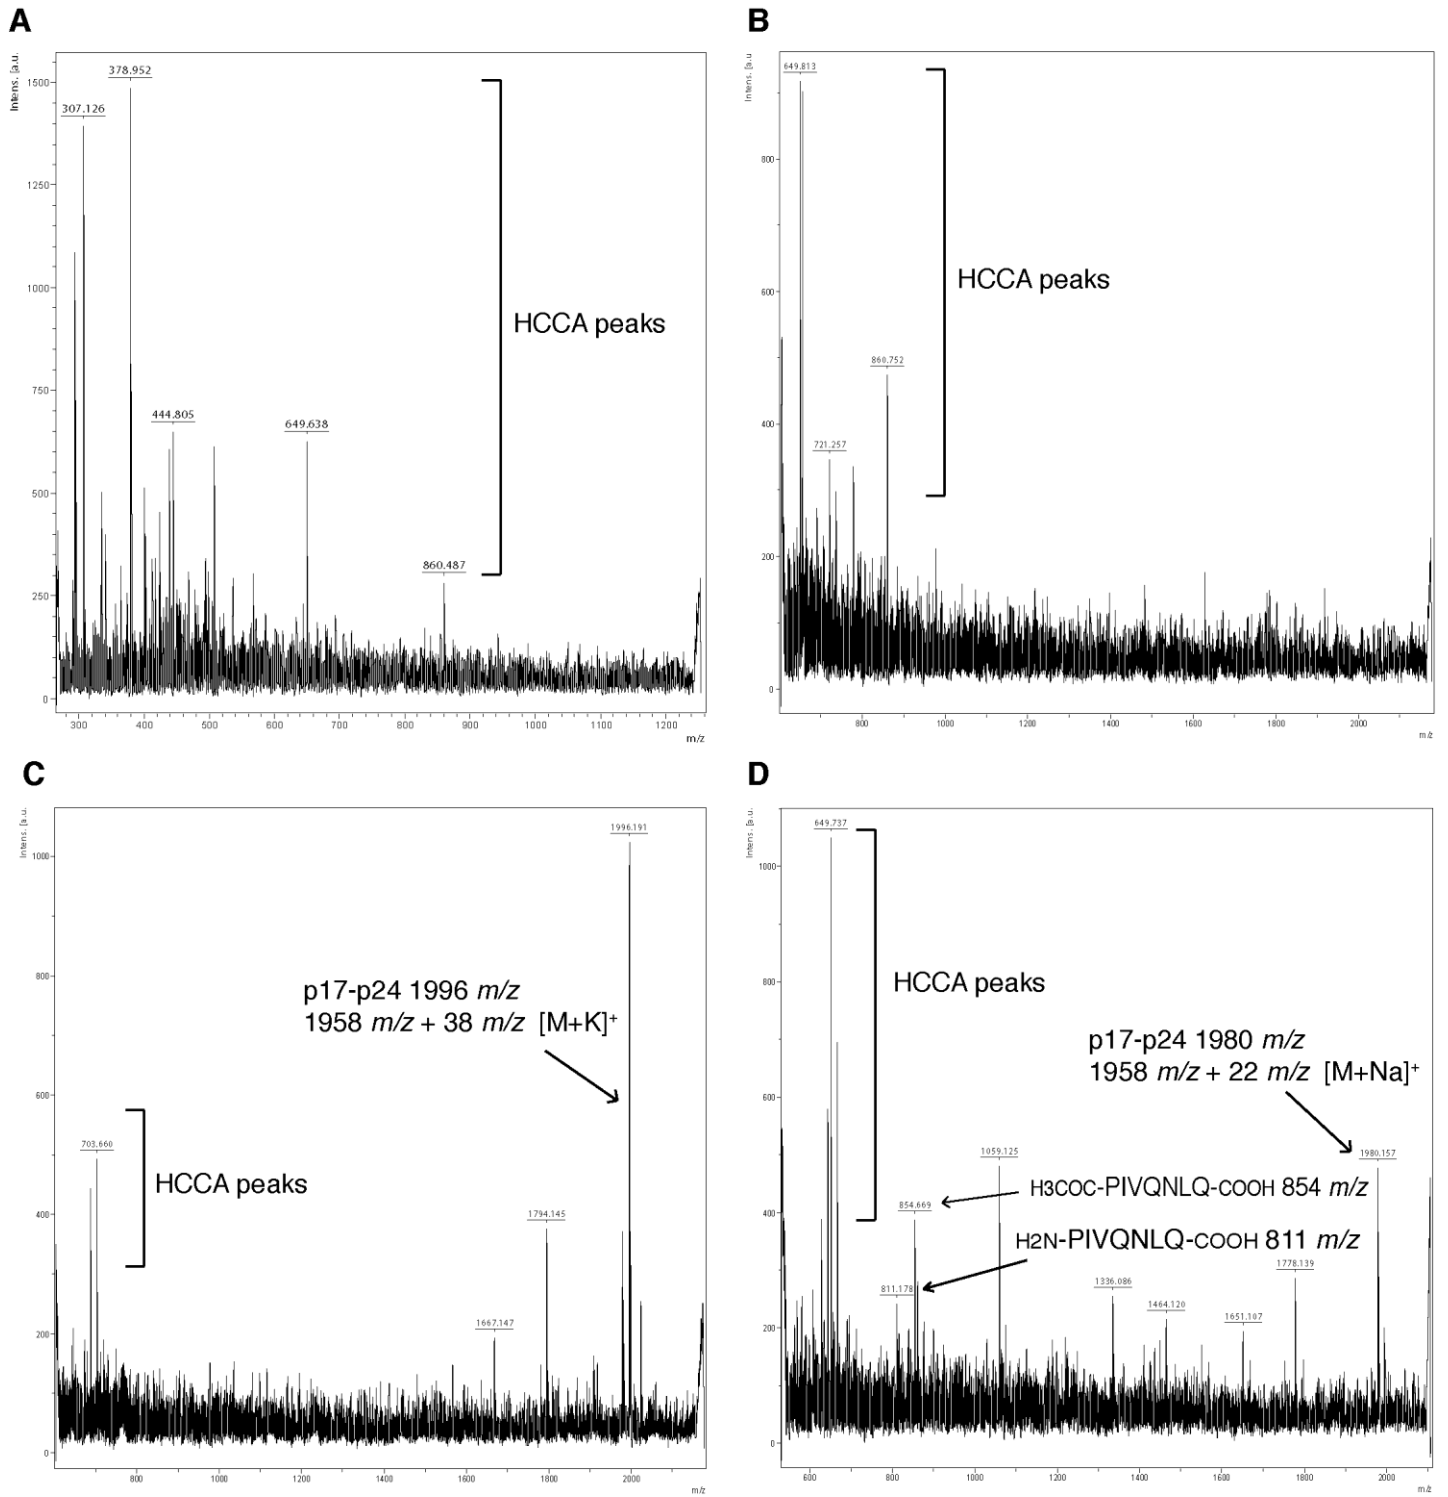 A
Intens. [a.u.
378.952
307.126
444.805
649.638
860.487
HCCA peaks
1500
1250
1000
750
500
250
0
300 400 500 600 700 800 900 1000 1100 1200
m/z
B
Intens. [a.u
649.813
860.752
721.257
HCCA peaks
800
600
400
200
0
800 1000 1200 1400 1600 1800 2000
m/z
C
Intens. [a.u.
1996.191
p17-p24 1996 m/z
1958 m/z + 38 m/z [M+K]+
703.660
HCCA peaks
1794.145
1667.147
1000
800
600
400
200
0
800 1000 1200 1400 1600 1800 2000
m/z
D
Intens. [a.u.
649.737
HCCA peaks
p17-p24 1980 m/z
1958 m/z + 22 m/z [M+Na]+
1059.125
1980.157
H3COC-PIVQNLQ-COOH 854 m/z
854.669
H2N-PIVQNLQ-COOH 811 m/z
811.178
1336.086
1464.120
1651.107
1778.139
1000
800
600
400
200
0
600 800 1000 1200 1400 1600 1800 2000
m/z